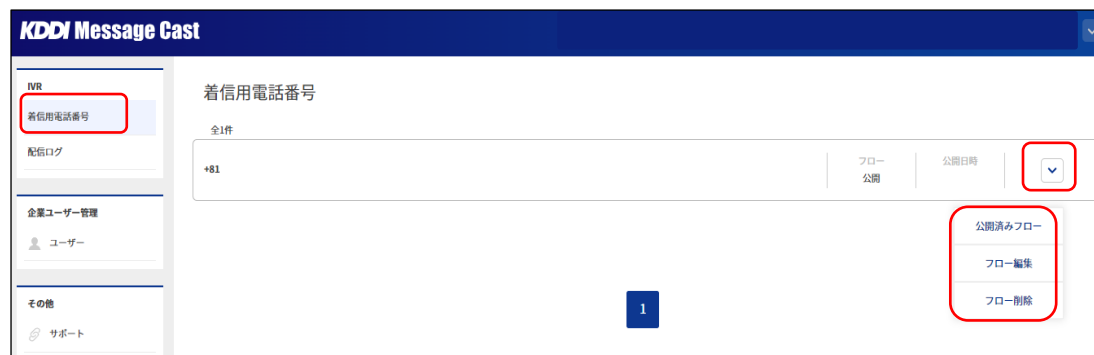 KDDI Message Cast
IVR
着信用電話番号
配信ログ
企業ユーザー管理
ユーザー
その他
サポート
着信用電話番号
全1件
+81
フロー
公開
公開日時
公開済みフロー
フロー編集
フロー削除
1